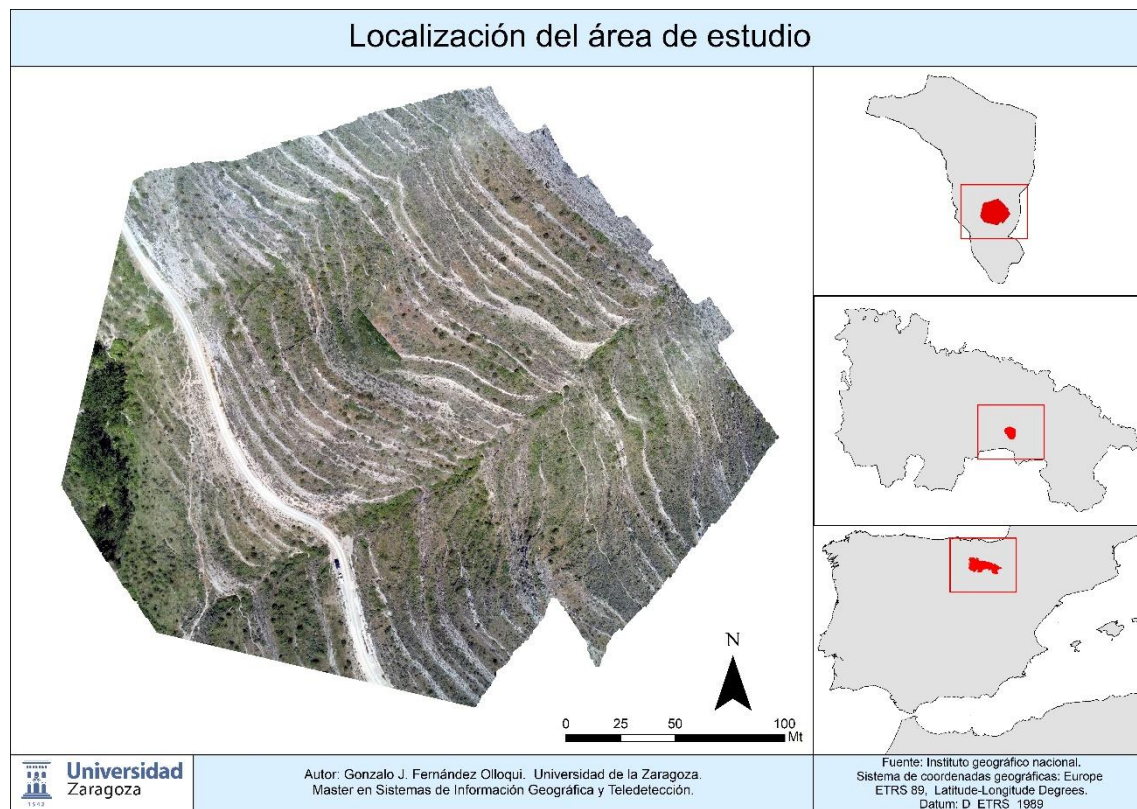 Localización del área de estudio
N
0 25 50 100
Mt
Universidad
Zaragoza
1542
Autor: Gonzalo J. Fernández Olloqui. Universidad de la Zaragoza.
Master en Sistemas de Información Geográfica y Teledetección.
Fuente: Instituto geográfico nacional.
Sistema de coordenadas geográficas: Europe
ETRS 89, Latitude-Longitude Degrees.
Datum: D_ETRS_1989